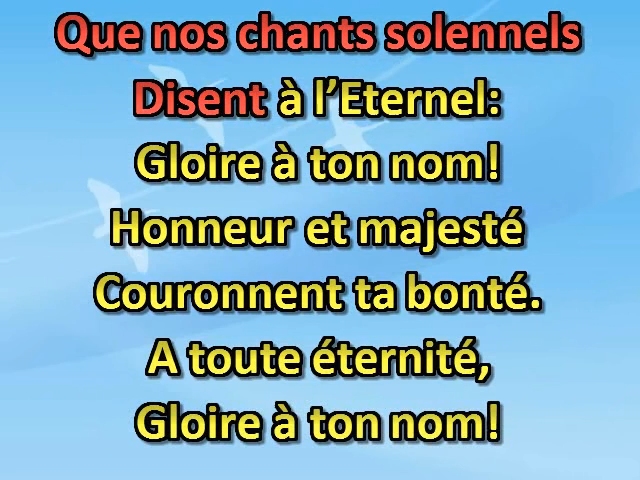 Que nos chants solennels
Disent à l’Eternel:
Gloire à ton nom!
Honneur et majesté
Couronnent ta bonté.
A toute éternité,
Gloire à ton nom!